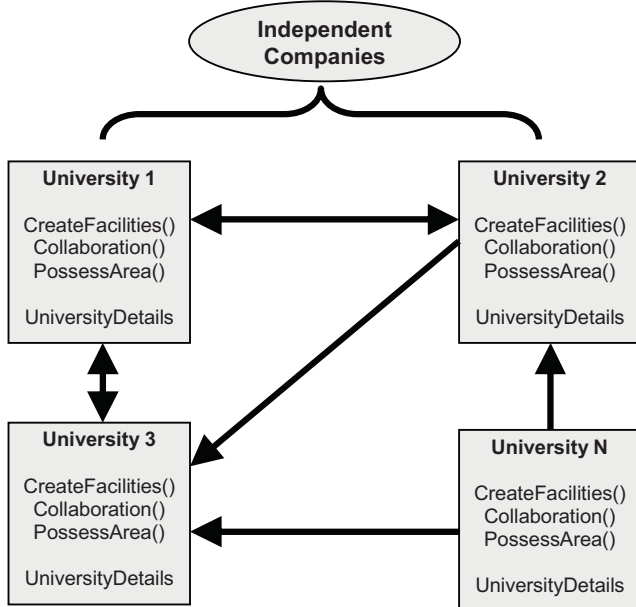 Independent
Companies
University 1
CreateFacilities()
Collaboration()
PossessArea()
UniversityDetails
University 2
CreateFacilities()
Collaboration()
PossessArea()
UniversityDetails
University 3
CreateFacilities()
Collaboration()
PossessArea()
UniversityDetails
University N
CreateFacilities()
Collaboration()
PossessArea()
UniversityDetails